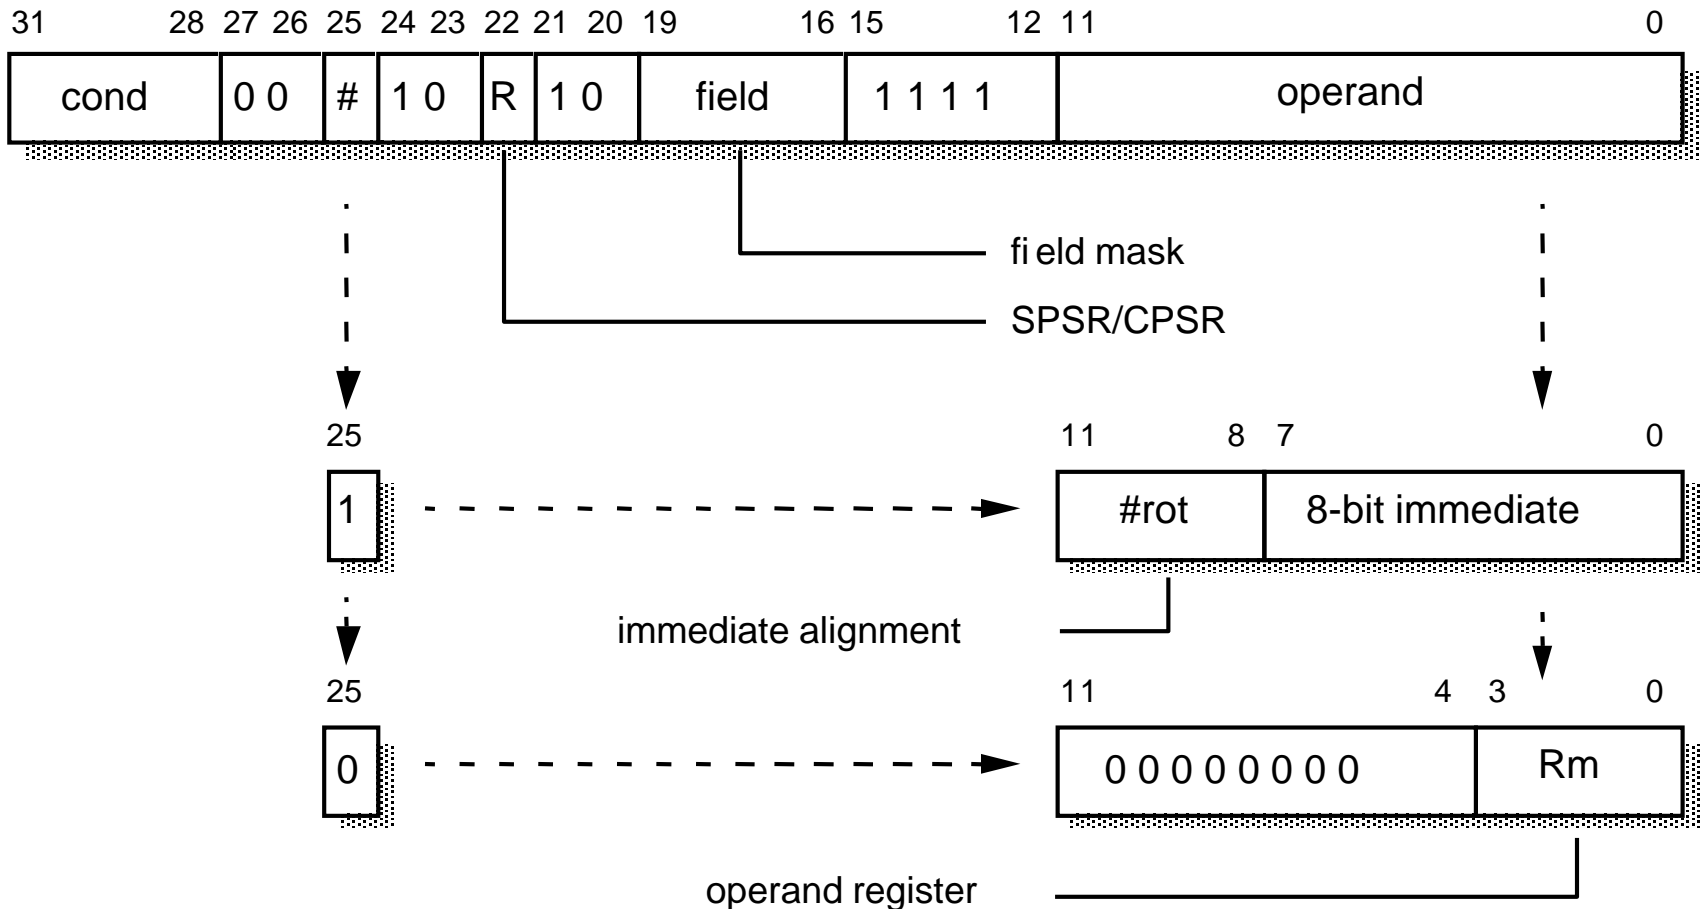 31 28 27 26 25 24 23 22 21 20 19 16 15 12 11 0
cond 0 0 # 1 0 R 1 0 field 1 1 1 1 operand
fi eld mask
SPSR/CPSR
25 11 8 7 0
1 #rot 8-bit immediate
immediate alignment
25 11 4 3 0
0 0 0 0 0 0 0 0 0 Rm
operand register